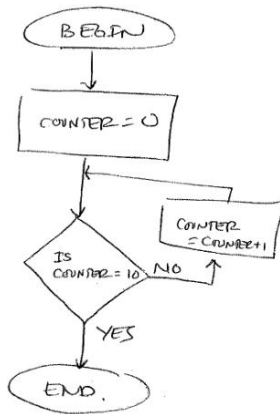 BEGIN
COUNTER = 0
IS
COUNTER = 10
NO
COUNTER
= COUNTER+1
YES
END.